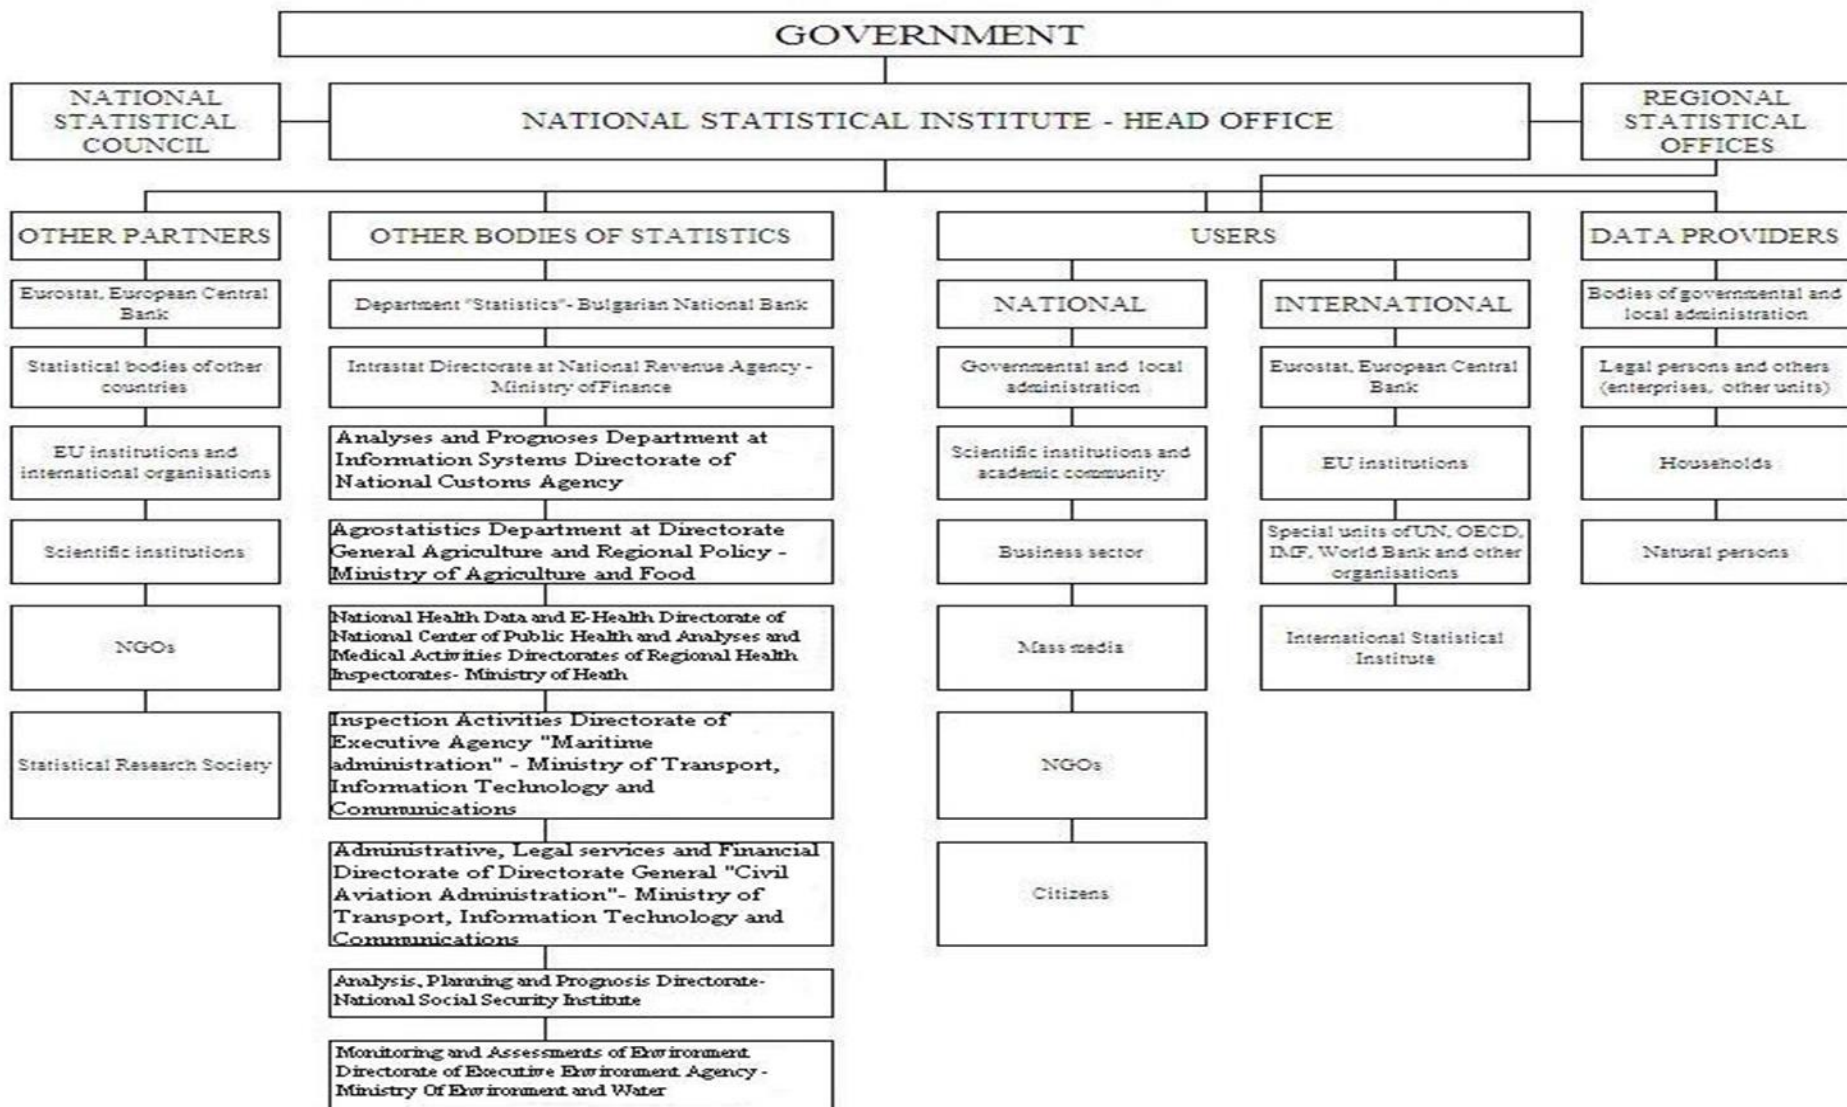 GOVERNMENT
NATIONAL
STATISTICAL
COUNCIL
NATIONAL STATISTICAL INSTITUTE - HEAD OFFICE
REGIONAL
STATISTICAL
OFFICES
OTHER PARTNERS
Eurostat, European Central
Bank
Statistical bodies of other
countries
EU institutions and
international organisations
Scientific institutions
NGOs
Statistical Research Society
OTHER BODIES OF STATISTICS
Department "Statistics"- Bulgarian National Bank
Intrastat Directorate at National Revenue Agency -
Ministry of Finance
Analyses and Prognoses Department at
Information Systems Directorate of
National Customs Agency
Agrostatistics Department at Directorate
General Agriculture and Regional Policy -
Ministry of Agriculture and Food
National Health Data and E-Health Directorate of
National Center of Public Health and Analyses and
Medical Activities Directorates of Regional Health
Inspectorates- Ministry of Heath
Inspection Activities Directorate of
Executive Agency "Maritime
administration" - Ministry of Transport,
Information Technology and
Communications
Administrative, Legal services and Financial
Directorate of Directorate General "Civil
Aviation Administration"- Ministry of
Transport, Information Technology and
Communications
Analysis, Planning and Prognosis Directorate-
National Social Security Institute
Monitoring and Assessments of Environment
Directorate of Executive Environment Agency -
Ministry Of Environment and Water
USERS
NATIONAL
Governmental and local
administration
Scientific institutions and
academic community
Business sector
Mass media
NGOs
Citizens
INTERNATIONAL
Eurostat, European Central
Bank
EU institutions
Special units of UN, OECD,
IMF, World Bank and other
organisations
International Statistical
Institute
DATA PROVIDERS
Bodies of governmental and
local administration
Legal persons and others
(enterprises, other units)
Households
Natural persons